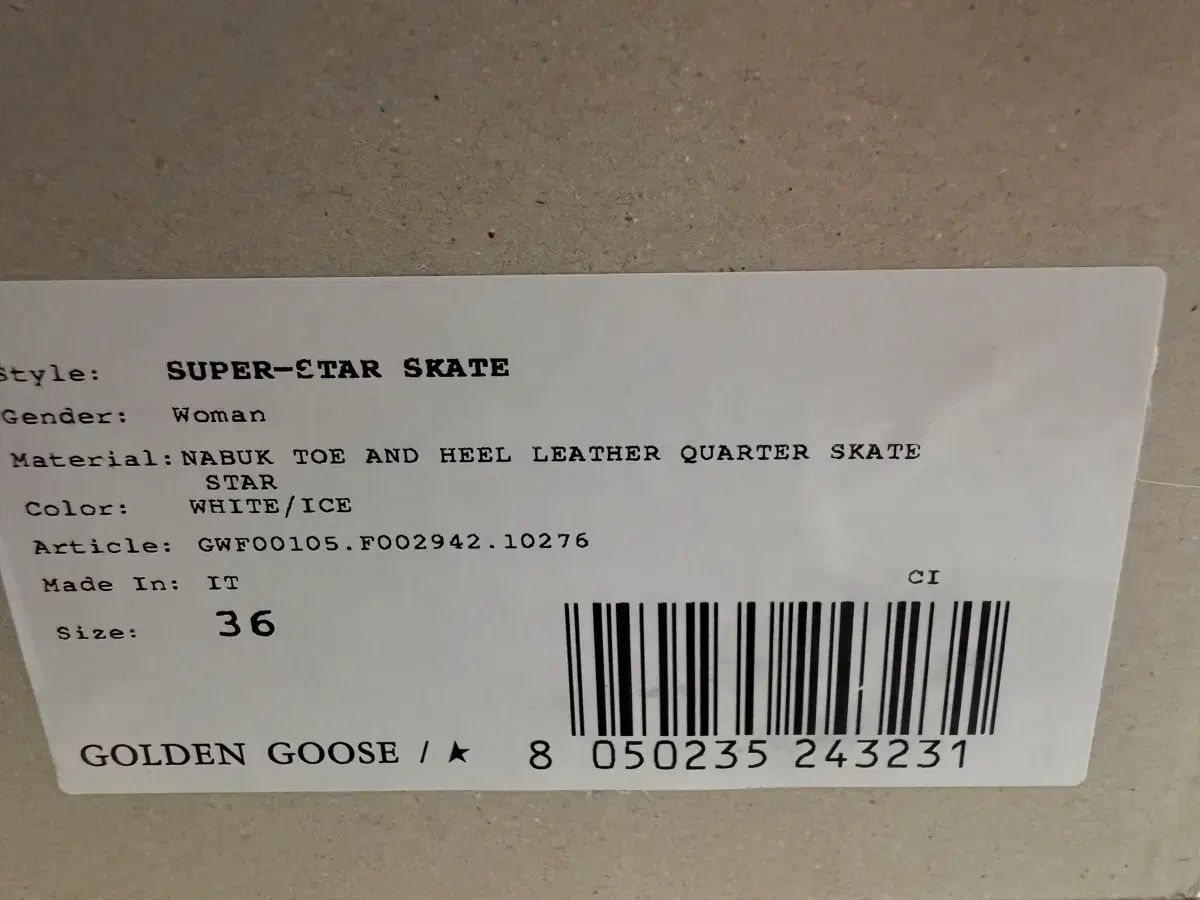 Style: SUPER-STAR SKATE
Gender: Woman
Material: NABUK TOE AND HEEL LEATHER QUARTER SKATE
STAR
Color: WHITE/ICE
Article: GWF00105.F002942.10276
Made In: IT
CI
Size: 36
GOLDEN GOOSE / ★
8 050235 243231